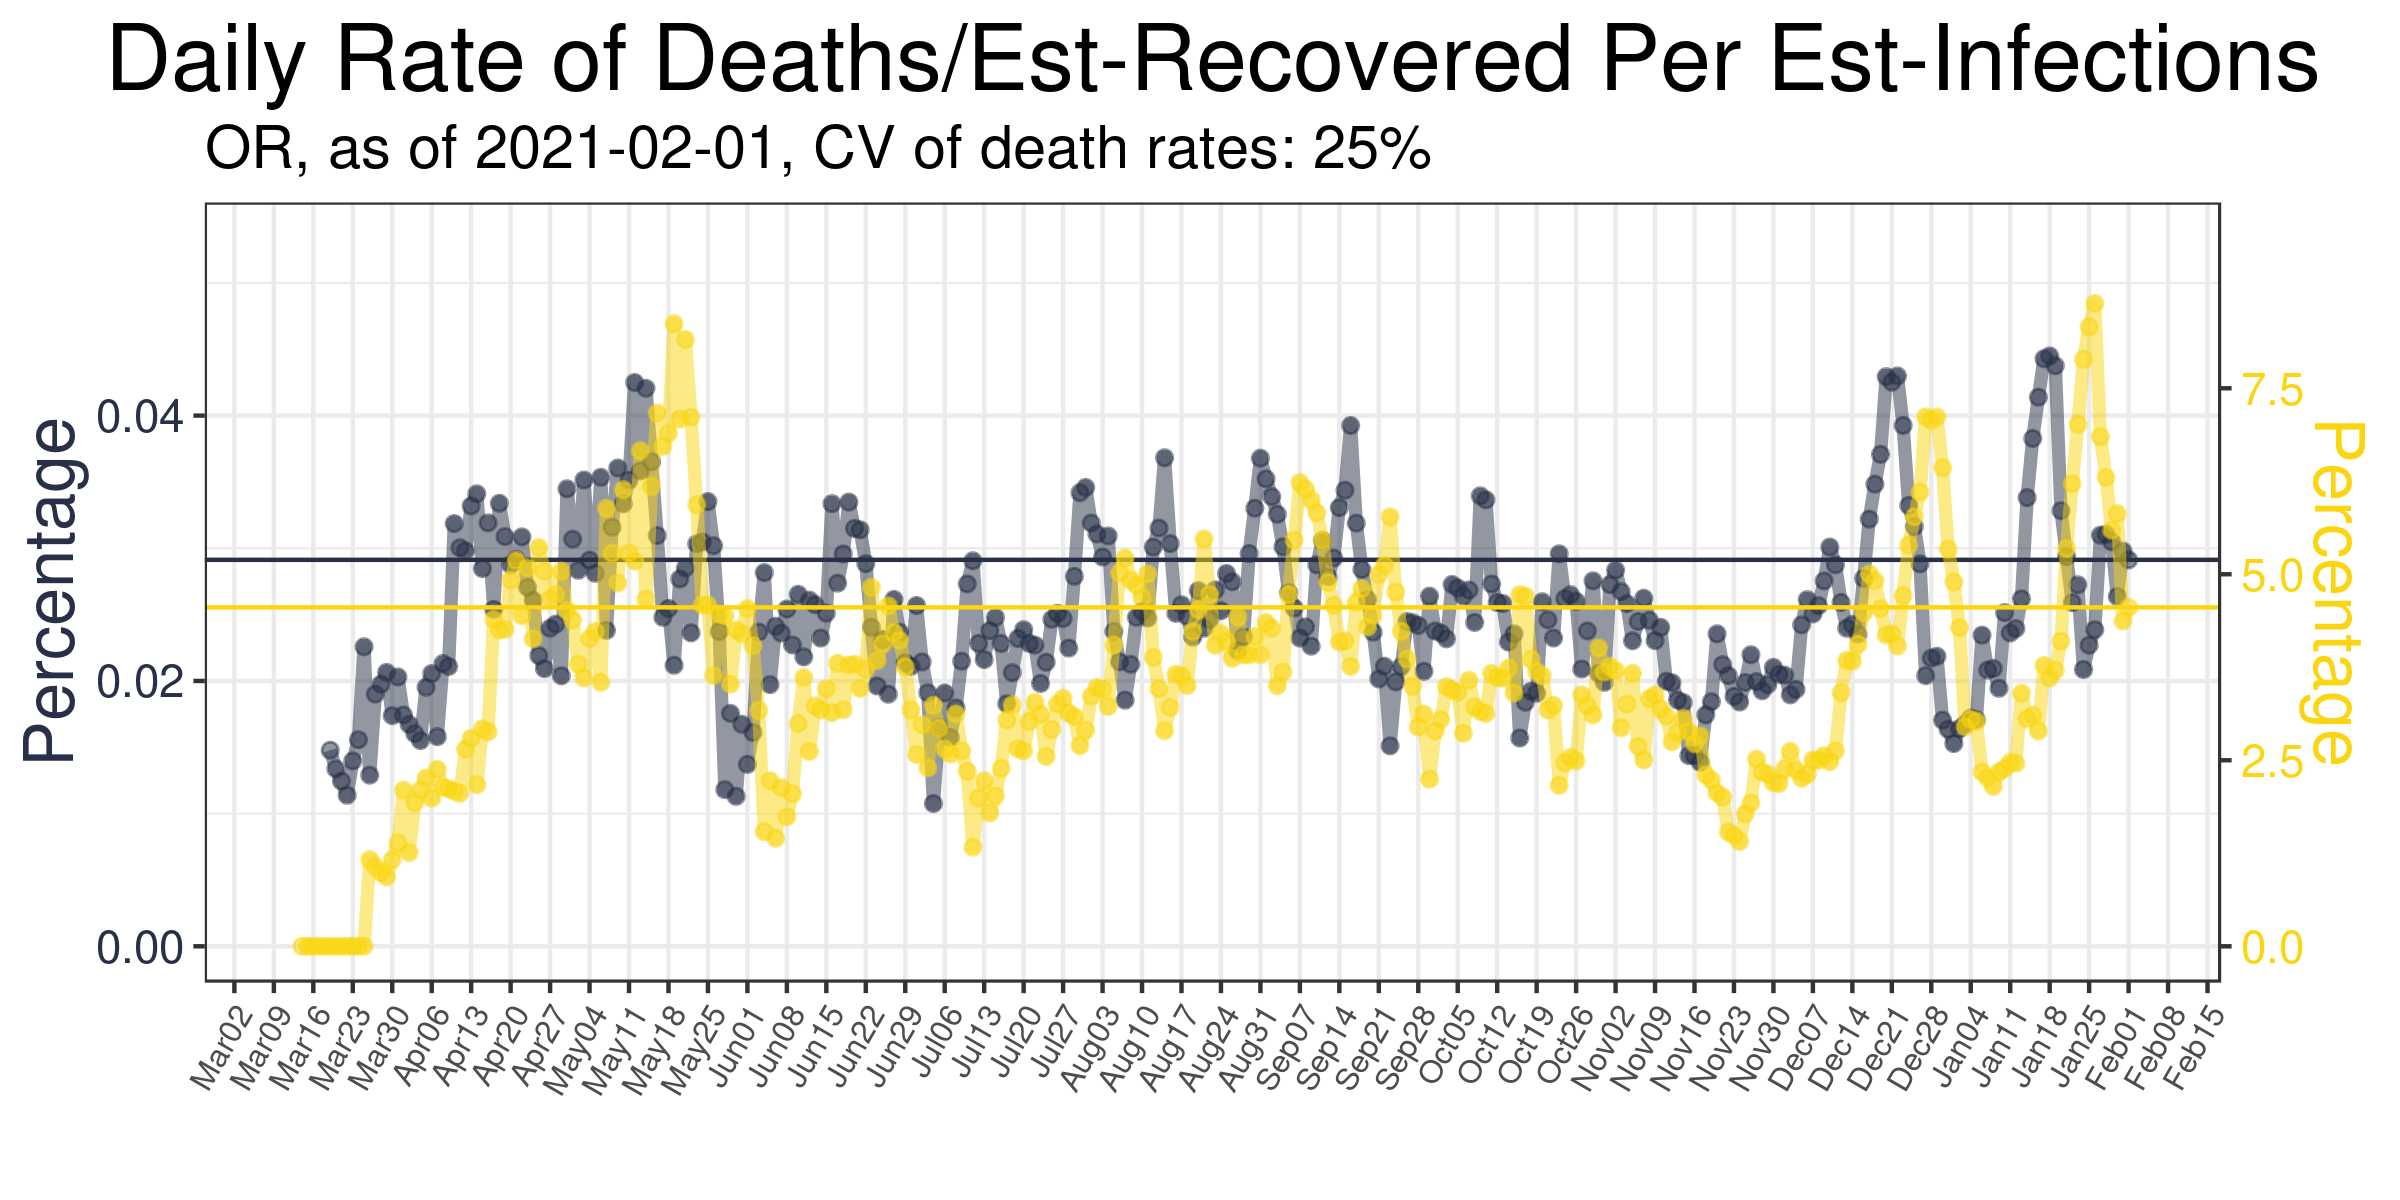 Daily Rate of Deaths/Est-Recovered Per Est-Infections
OR, as of 2021-02-01, CV of death rates: 25%
Percentage
0.04
0.02
0.00
7.5
5.0
2.5
0.0
Percentage
Mar02
Mar09
Mar16
Mar23
Mar30
Apr06
Apr13
Apr20
Apr27
May04
May11
May18
May25
Jun01
Jun08
Jun15
Jun22
Jun29
Jul06
Jul13
Jul20
Jul27
Aug03
Aug10
Aug17
Aug24
Aug31
Sep07
Sep14
Sep21
Sep28
Oct05
Oct12
Oct19
Oct26
Nov02
Nov09
Nov16
Nov23
Nov30
Dec07
Dec14
Dec21
Dec28
Dec04
Jan11
Jan18
Jan25
Feb01
Feb08
Feb15